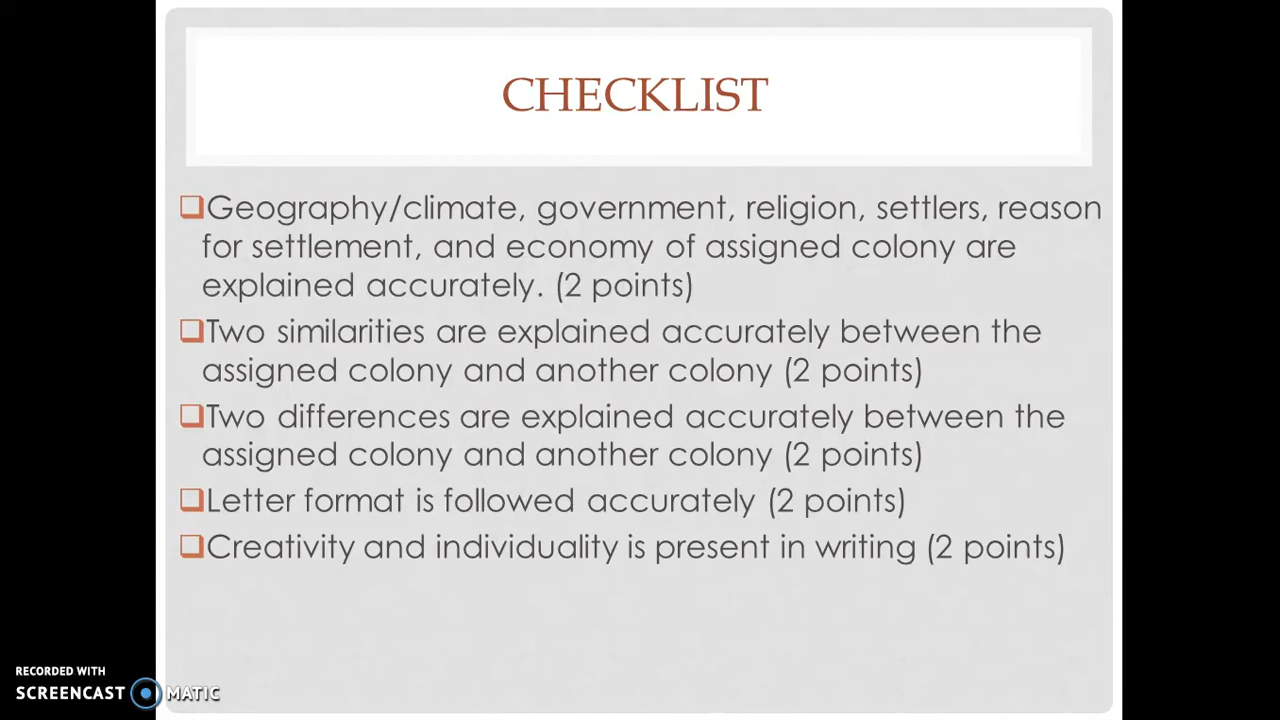 CHECKLIST
Geography/climate, government, religion, settlers, reason
for settlement, and economy of assigned colony are
explained accurately. (2 points)
Two similarities are explained accurately between the
assigned colony and another colony (2 points)
Two differences are explained accurately between the
assigned colony and another colony (2 points)
Letter format is followed accurately (2 points)
Creativity and individuality is present in writing (2 points)
RECORDED WITH
SCREENCAST MATIC